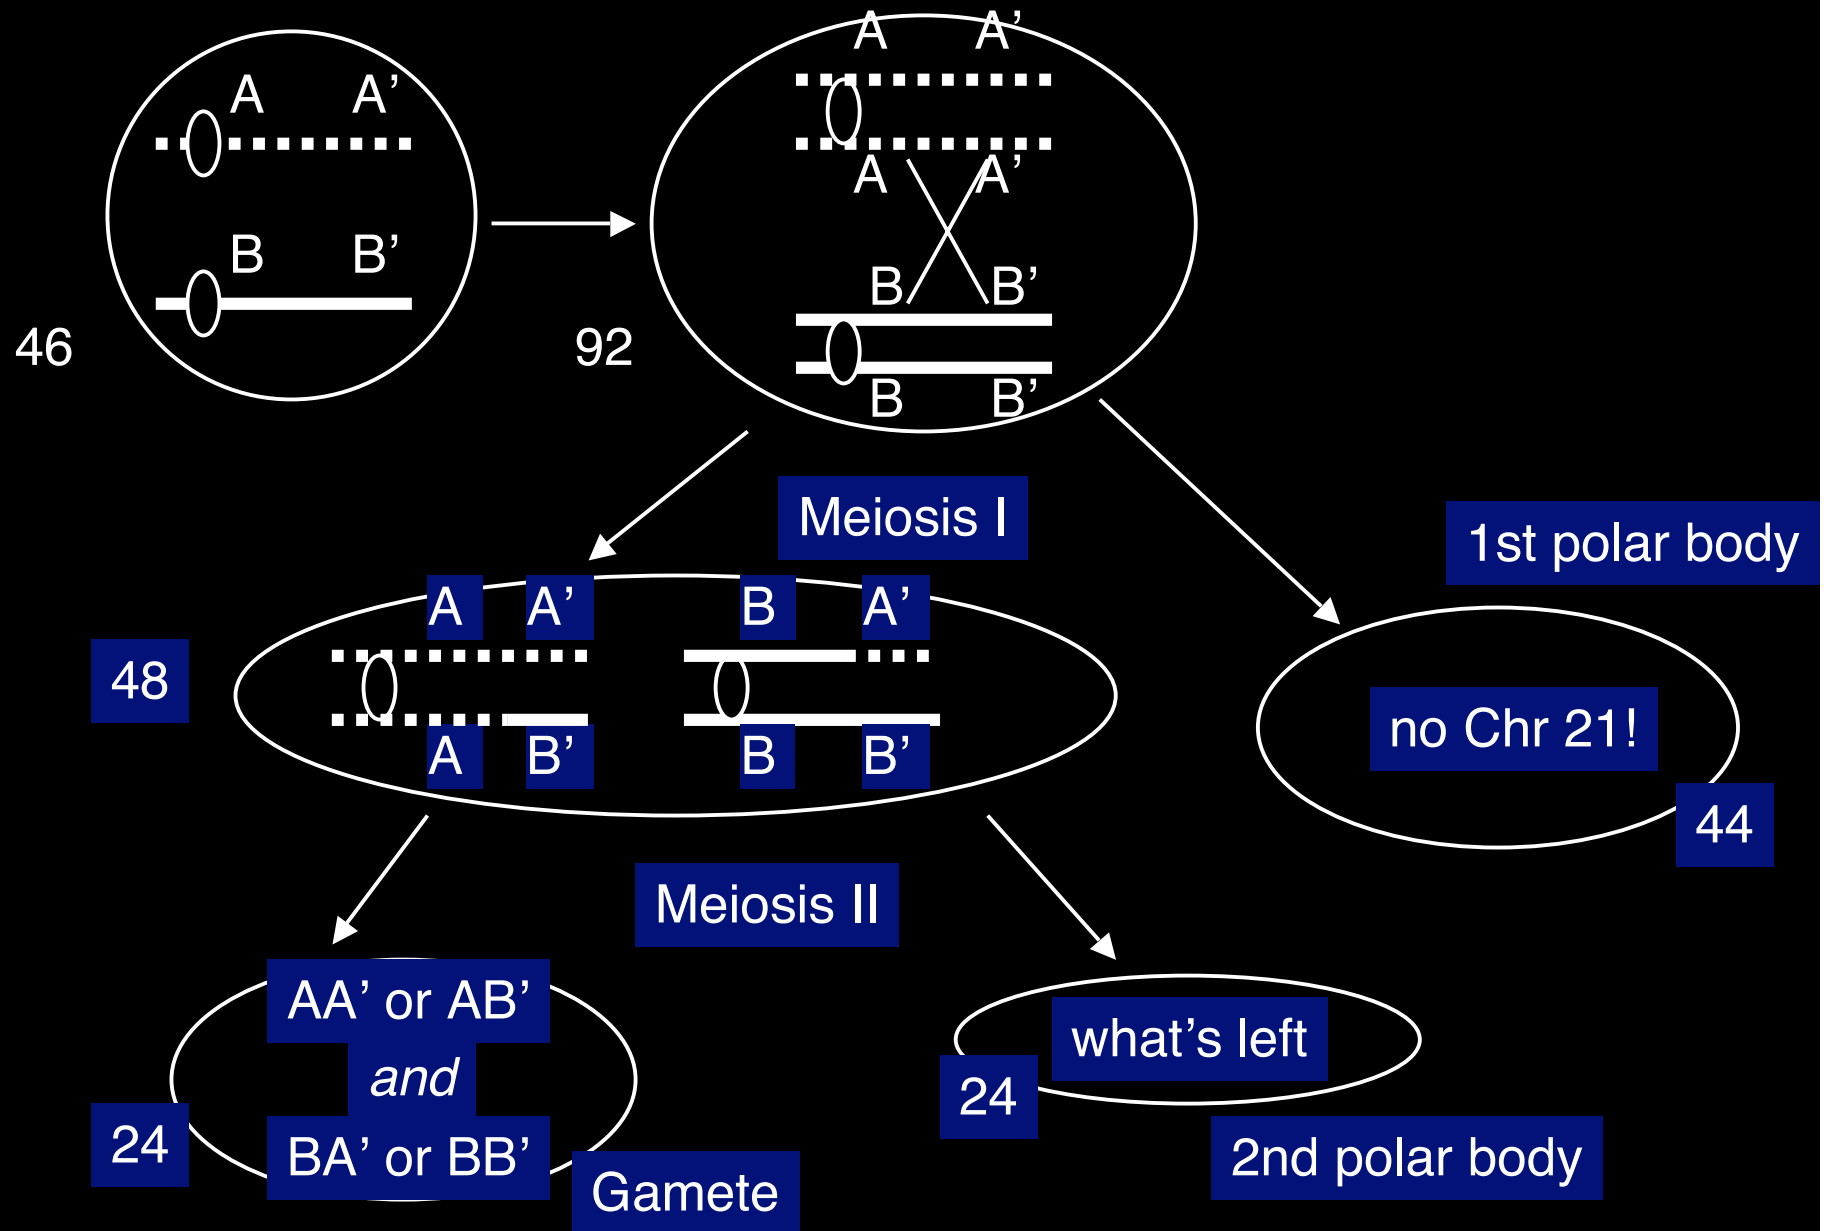 A A’
B B’
46
A A’
A A’
B B’
B B’
92
Meiosis I
1st polar body
A A’ B A’
48
A B’ B B’
no Chr 21!
44
Meiosis II
AA’ or AB’
and
BA’ or BB’
24
Gamete
what’s left
24
2nd polar body